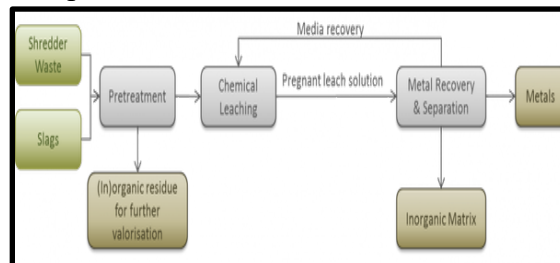 Shredder
Waste
Slags
Pretreatment
(In)organic residue
for further
valorisation
Chemical
Leaching
Media recovery
Pregnant leach solution
Metal Recovery
& Separation
Metals
Inorganic Matrix